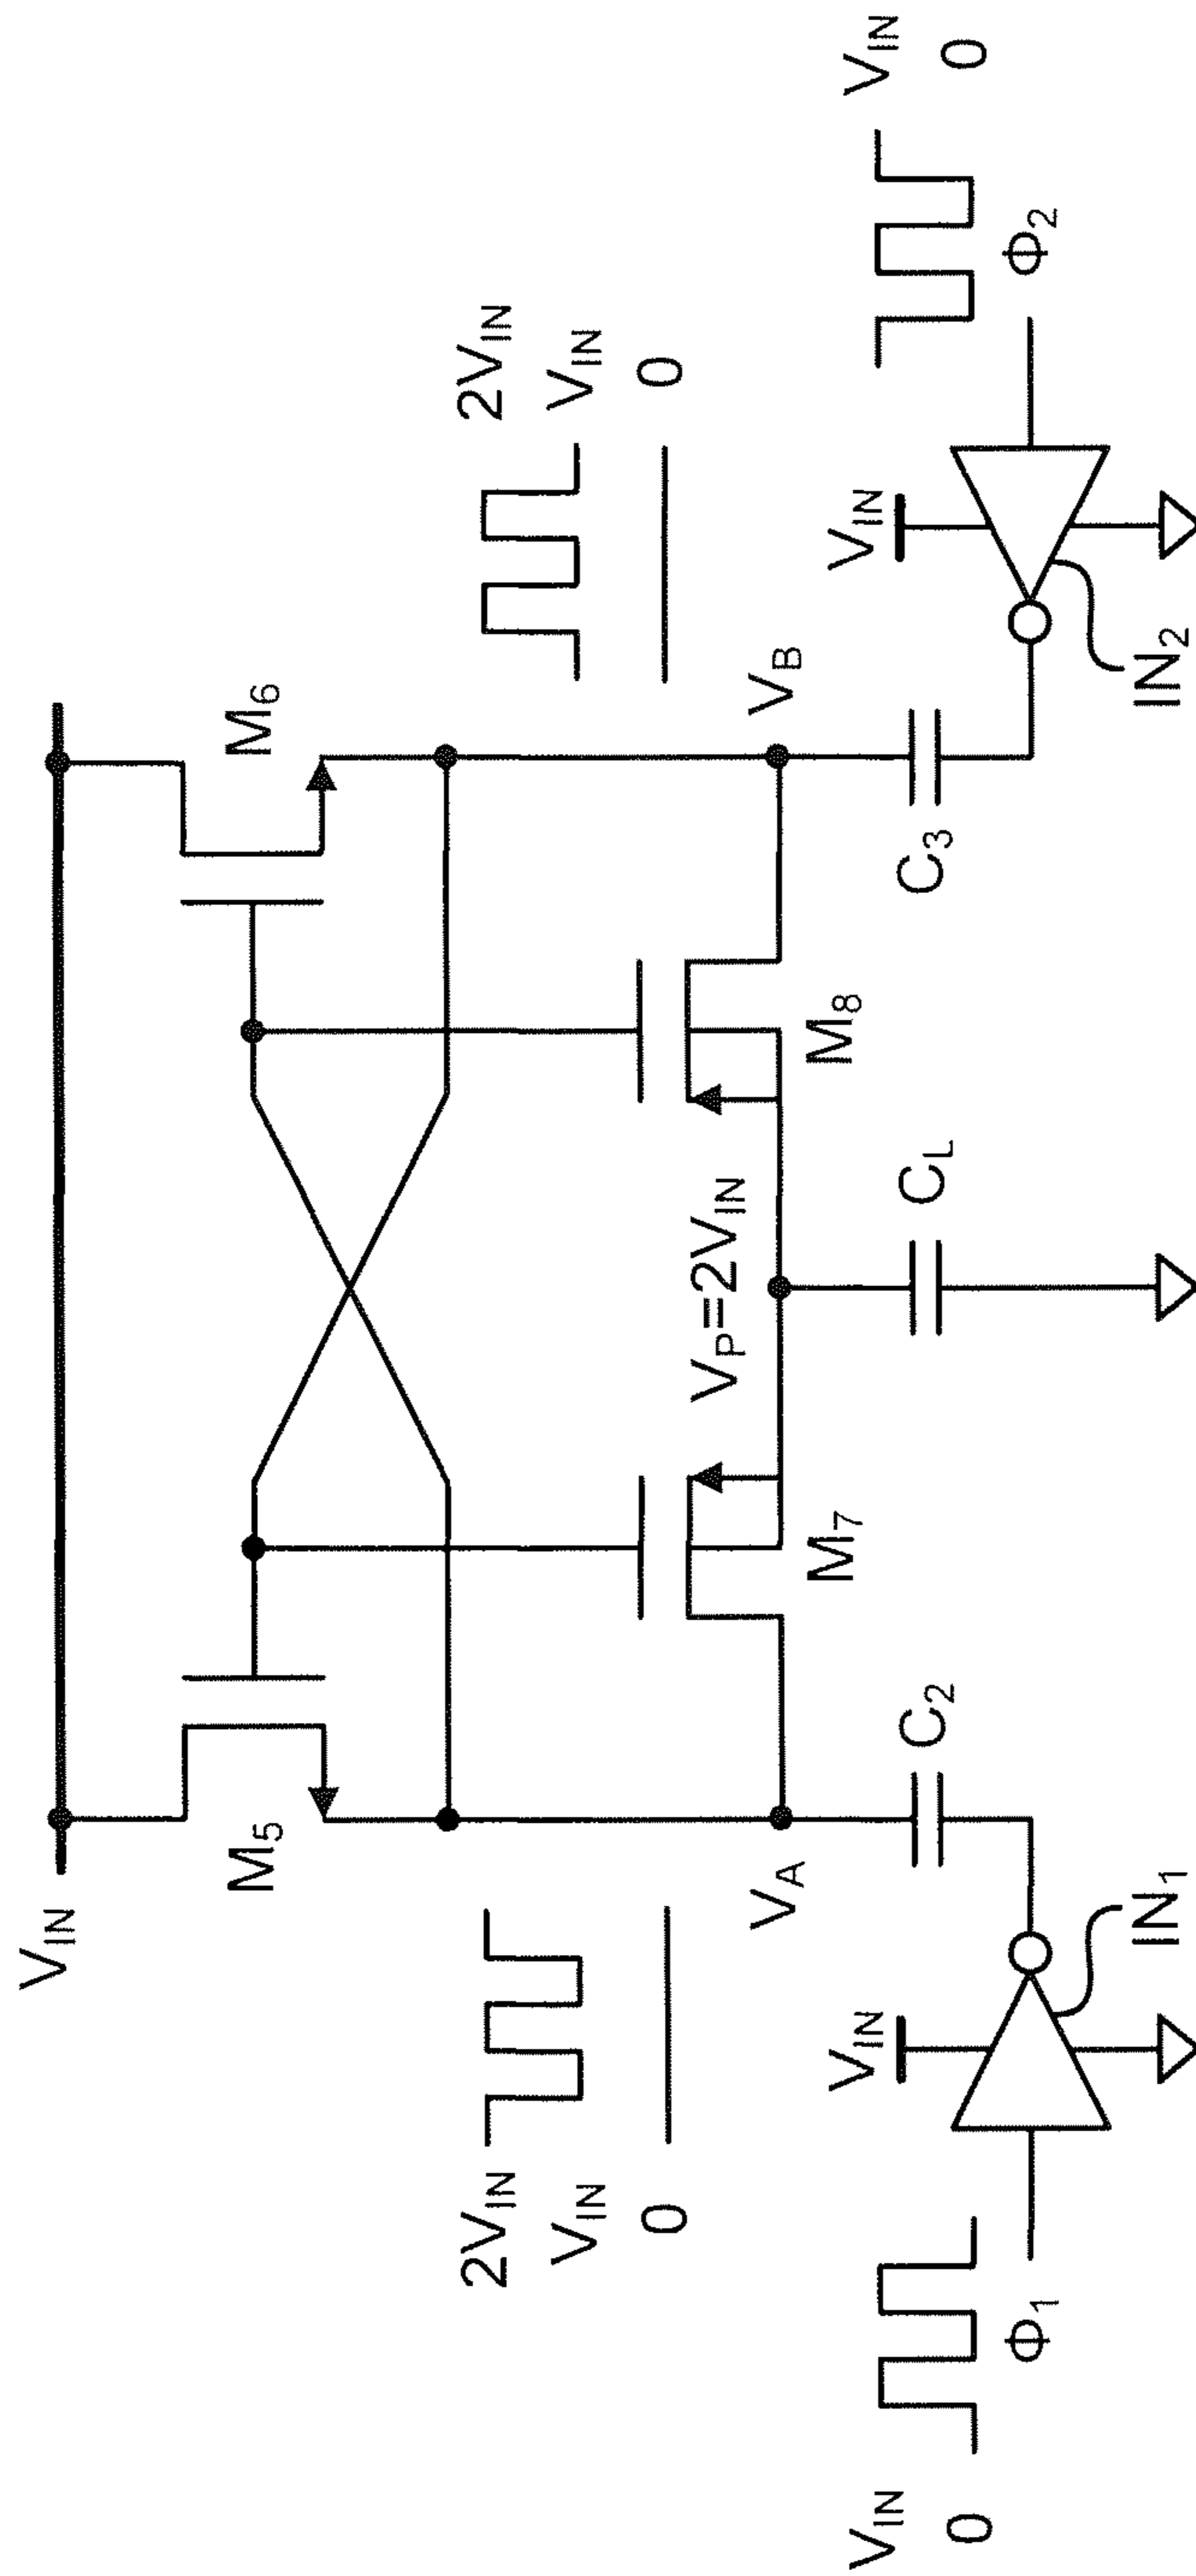 V_IN
M_5
M_6
2V_IN
V_IN
0
2V_IN
V_IN
0
V_P=2V_IN
V_A
M_7
M_8
V_B
V_IN
0
Φ_1
V_IN
IN_1
C_2
C_L
C_3
V_IN
IN_2
Φ_2
V_IN
0